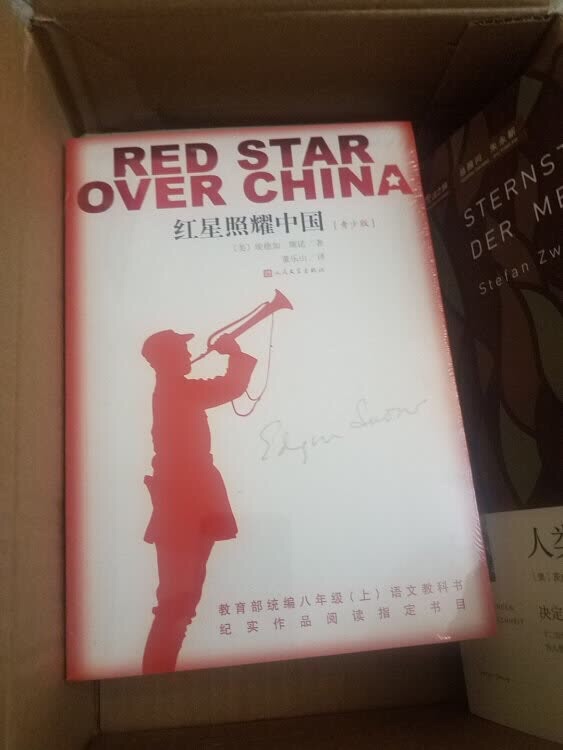 RED STAR
OVER CHINA
红星照耀中国 [青少版]
[美] 埃德加·斯诺/著
董乐山/译
人民文学出版社
Edgar Snow
教育部统编八年级(上)语文教科书
纪实作品阅读指定书目
STERNST
DER ME
Stefan Zw
人类
决定